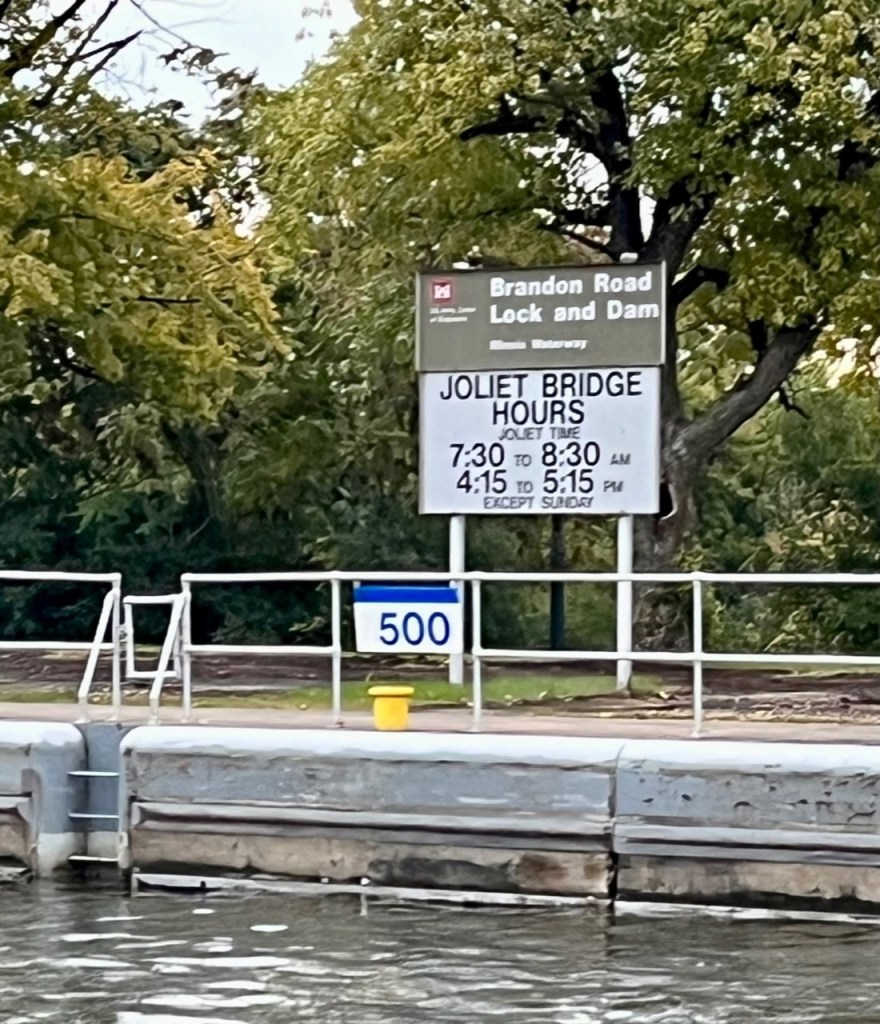 Brandon Road
Lock and Dam
Illinois Waterway
JOLIET BRIDGE
HOURS
JOLIET TIME
7:30 TO 8:30 AM
4:15 TO 5:15 PM
EXCEPT SUNDAY
500